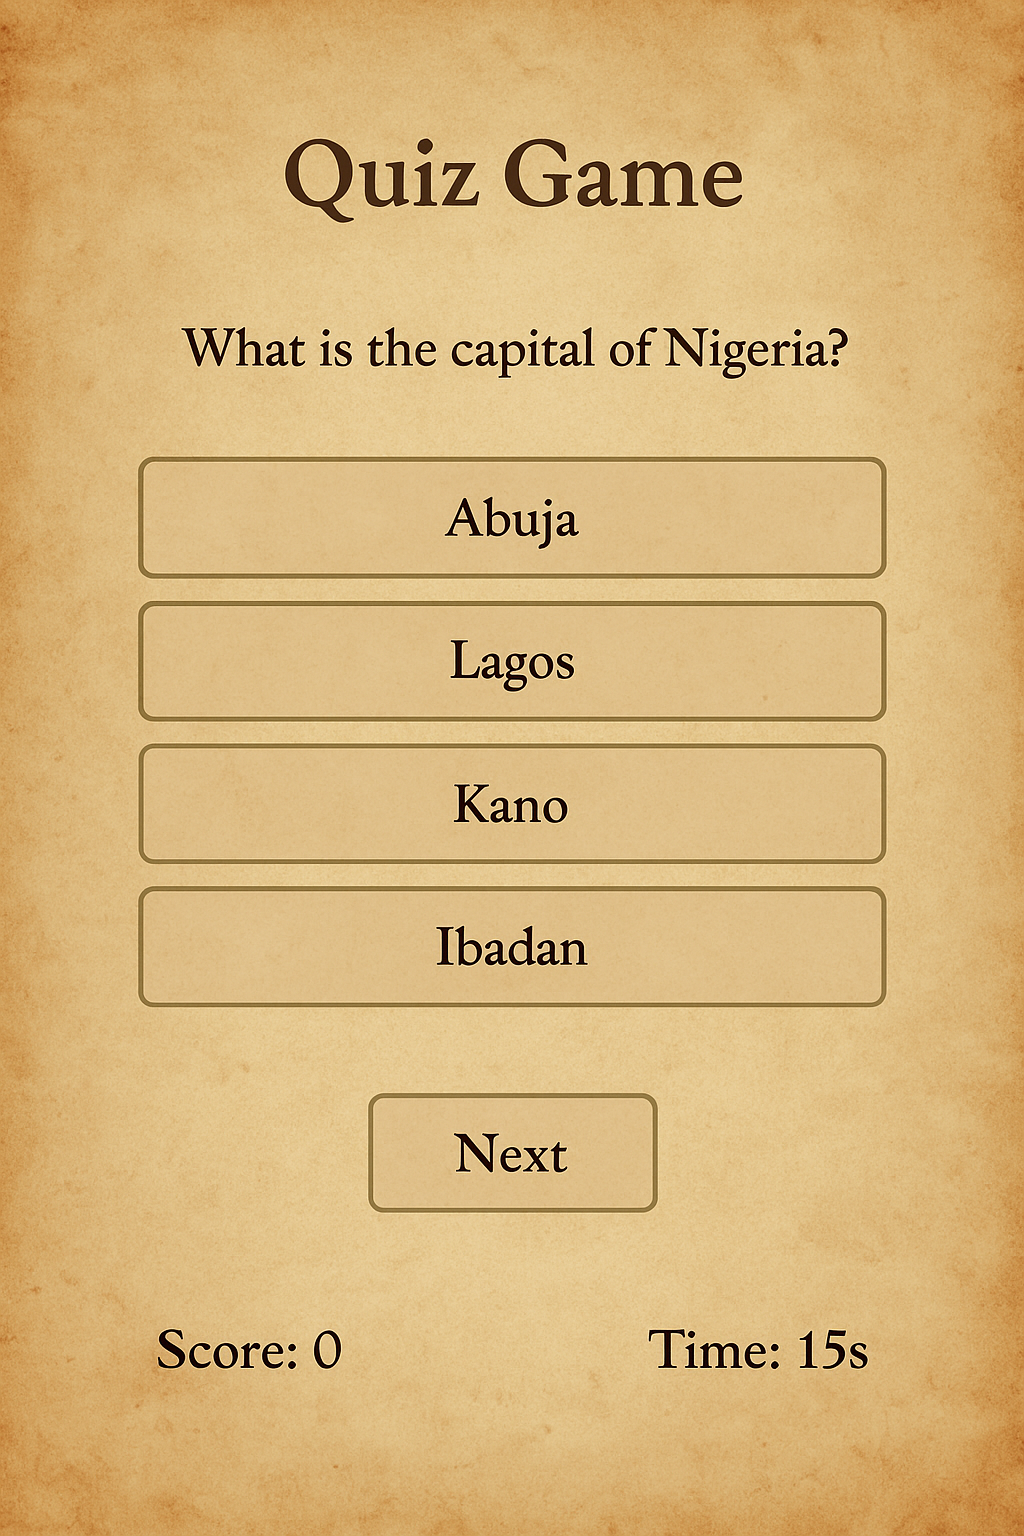 Quiz Game
What is the capital of Nigeria?
Abuja
Lagos
Kano
Ibadan
Next
Score: 0
Time: 15s